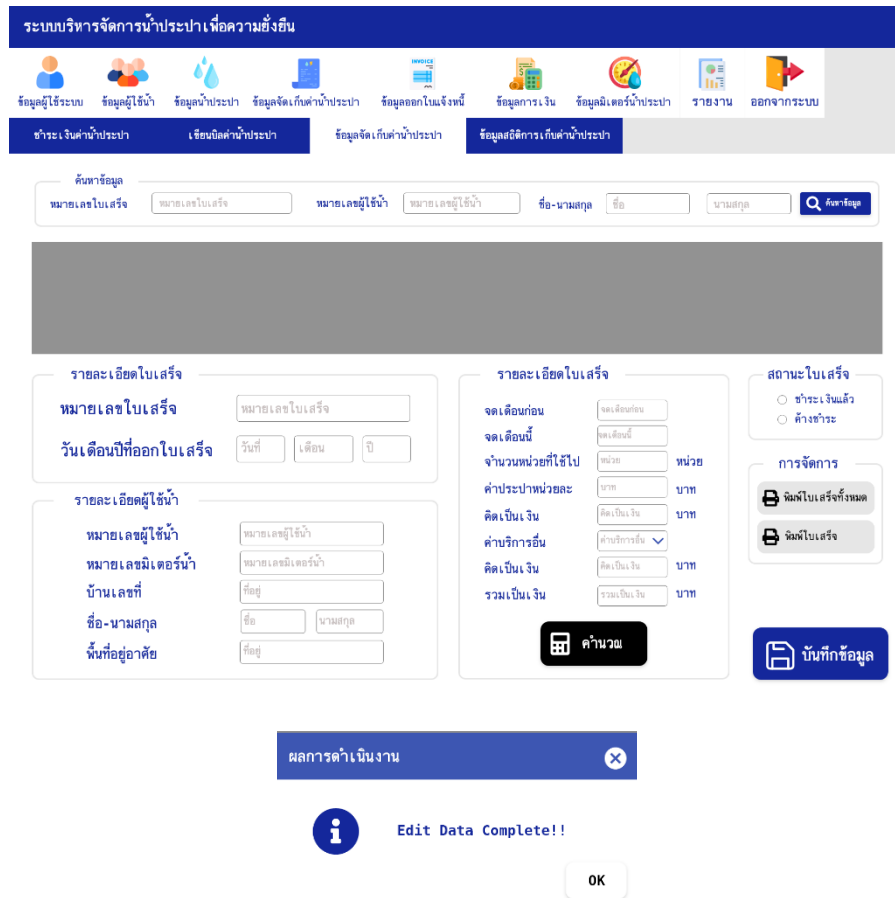 ระบบบริหารจัดการน้ำประปาเพื่อความยั่งยืน
INVOICE
ข้อมูลผู้ใช้ระบบ ข้อมูลผู้ใช้น้ำ ข้อมูลน้ำประปา ข้อมูลจัดเก็บค่าน้ำประปา ข้อมูลออกใบแจ้งหนี้ ข้อมูลการเงิน ข้อมูลมิเตอร์น้ำประปา รายงาน ออกจากระบบ
ชำระเงินค่าน้ำประปา เขียนบิลค่าน้ำประปา ข้อมูลจัดเก็บค่าน้ำประปา ข้อมูลสถิติการเก็บค่าน้ำประปา
ค้นหาข้อมูล
หมายเลขใบเสร็จ หมายเลขใบเสร็จ หมายเลขผู้ใช้น้ำ หมายเลขผู้ใช้น้ำ ชื่อ-นามสกุล ชื่อ นามสกุล ค้นหาข้อมูล
รายละเอียดใบเสร็จ
หมายเลขใบเสร็จ หมายเลขใบเสร็จ
วันเดือนปีที่ออกใบเสร็จ วันที่ เดือน ปี
รายละเอียดผู้ใช้น้ำ
หมายเลขผู้ใช้น้ำ หมายเลขผู้ใช้น้ำ
หมายเลขมิเตอร์น้ำ หมายเลขมิเตอร์น้ำ
บ้านเลขที่ ที่อยู่
ชื่อ-นามสกุล ชื่อ นามสกุล
พื้นที่อยู่อาศัย ที่อยู่
รายละเอียดใบเสร็จ
จดเดือนก่อน จดเดือนก่อน
จดเดือนนี้ จดเดือนนี้
จำนวนหน่วยที่ใช้ไป หน่วย หน่วย
ค่าประปาหน่วยละ บาท บาท
คิดเป็นเงิน คิดเป็นเงิน บาท
ค่าบริการอื่น ค่าบริการอื่น
คิดเป็นเงิน คิดเป็นเงิน บาท
รวมเป็นเงิน รวมเป็นเงิน บาท
คำนวณ
สถานะใบเสร็จ
ชำระเงินแล้ว
ค้างชำระ
การจัดการ
พิมพ์ใบเสร็จทั้งหมด
พิมพ์ใบเสร็จ
บันทึกข้อมูล
ผลการดำเนินงาน
Edit Data Complete!!
OK